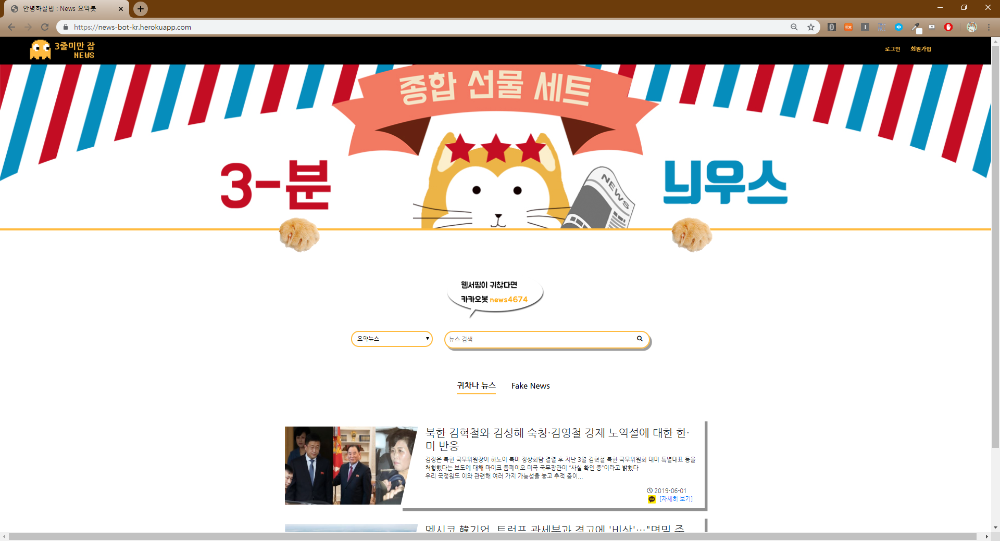 안녕하살법 : News 요약봇
https://news-bot-kr.herokuapp.com
3줄미만 잡
NEWS
로그인 회원가입
종합 선물 세트
3-분
늬우스
NEWS
웹서핑이 귀찮다면
카카오봇 news4674
요약뉴스
뉴스 검색
귀차나 뉴스 Fake News
북한 김혁철와 김성혜 숙청·김영철 강제 노역설에 대한 한·
미 반응
김정은 북한 국무위원장이 하노이 북미 정상회담 결렬 후 지난 3월 김혁철 북한 국무위원회 대미 특별대표 등을
처형했다는 보도에 대해 마이크 폼페이오 미국 국무장관이 “사실 확인 중”이라고 밝혔다
우리 국정원도 이와 관련해 여러 가지 가능성을 놓고 추적 중이...
2019-06-01
[자세히 보기]
멕시코 韓기업, 트럼프 관세부과 경고에 '비상'…"면밀 주